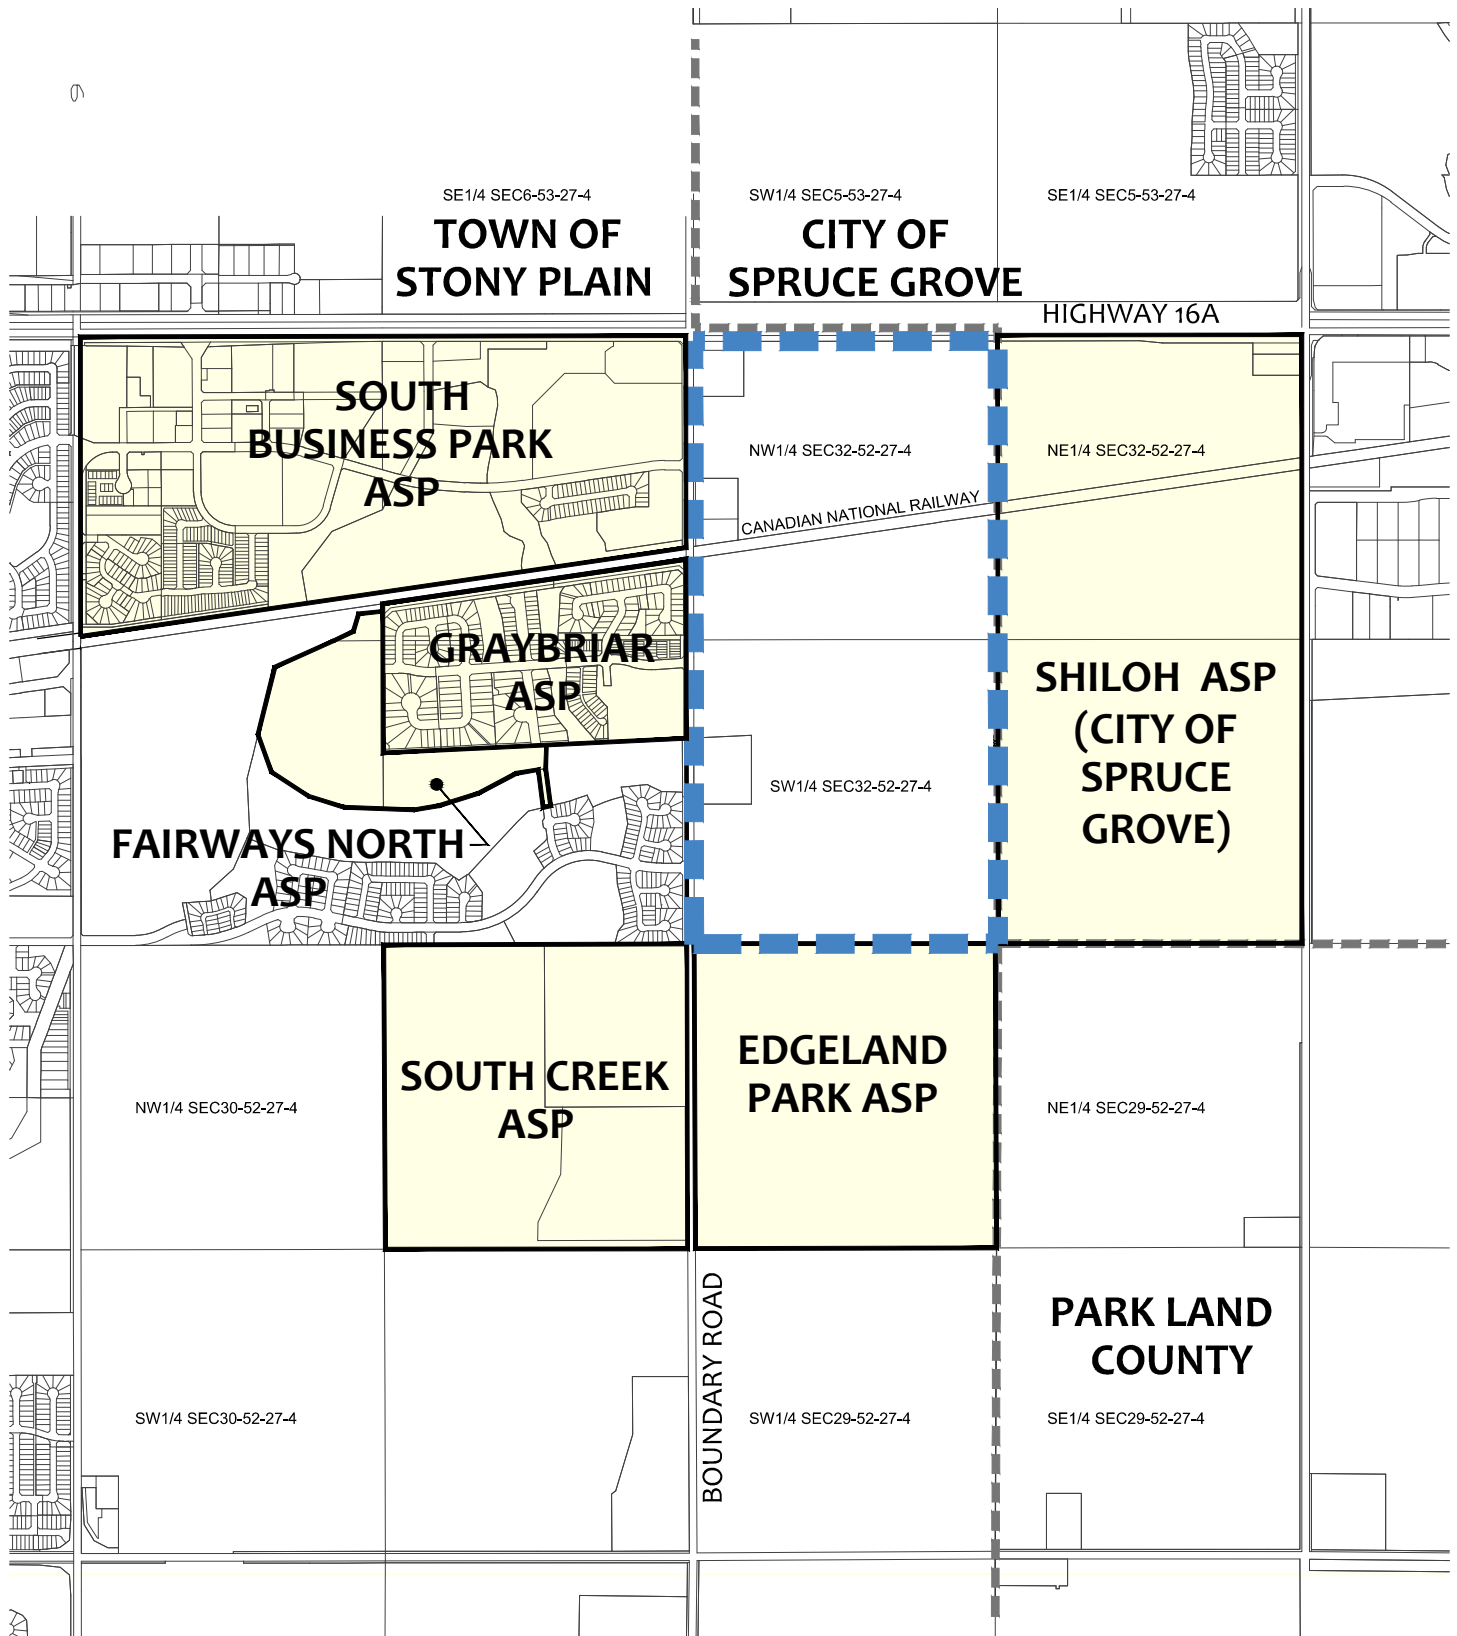 SE1/4 SEC6-53-27-4
SW1/4 SEC5-53-27-4
SE1/4 SEC5-53-27-4
TOWN OF
STONY PLAIN
CITY OF
SPRUCE GROVE
HIGHWAY 16A
SOUTH
BUSINESS PARK
ASP
NW1/4 SEC32-52-27-4
NE1/4 SEC32-52-27-4
CANADIAN NATIONAL RAILWAY
GRAYBRIAR
ASP
SHILOH ASP
(CITY OF
SPRUCE
GROVE)
SW1/4 SEC32-52-27-4
FAIRWAYS NORTH
ASP
SOUTH CREEK
ASP
EDGELAND
PARK ASP
NW1/4 SEC30-52-27-4
NE1/4 SEC29-52-27-4
BOUNDARY ROAD
PARK LAND
COUNTY
SW1/4 SEC30-52-27-4
SW1/4 SEC29-52-27-4
SE1/4 SEC29-52-27-4